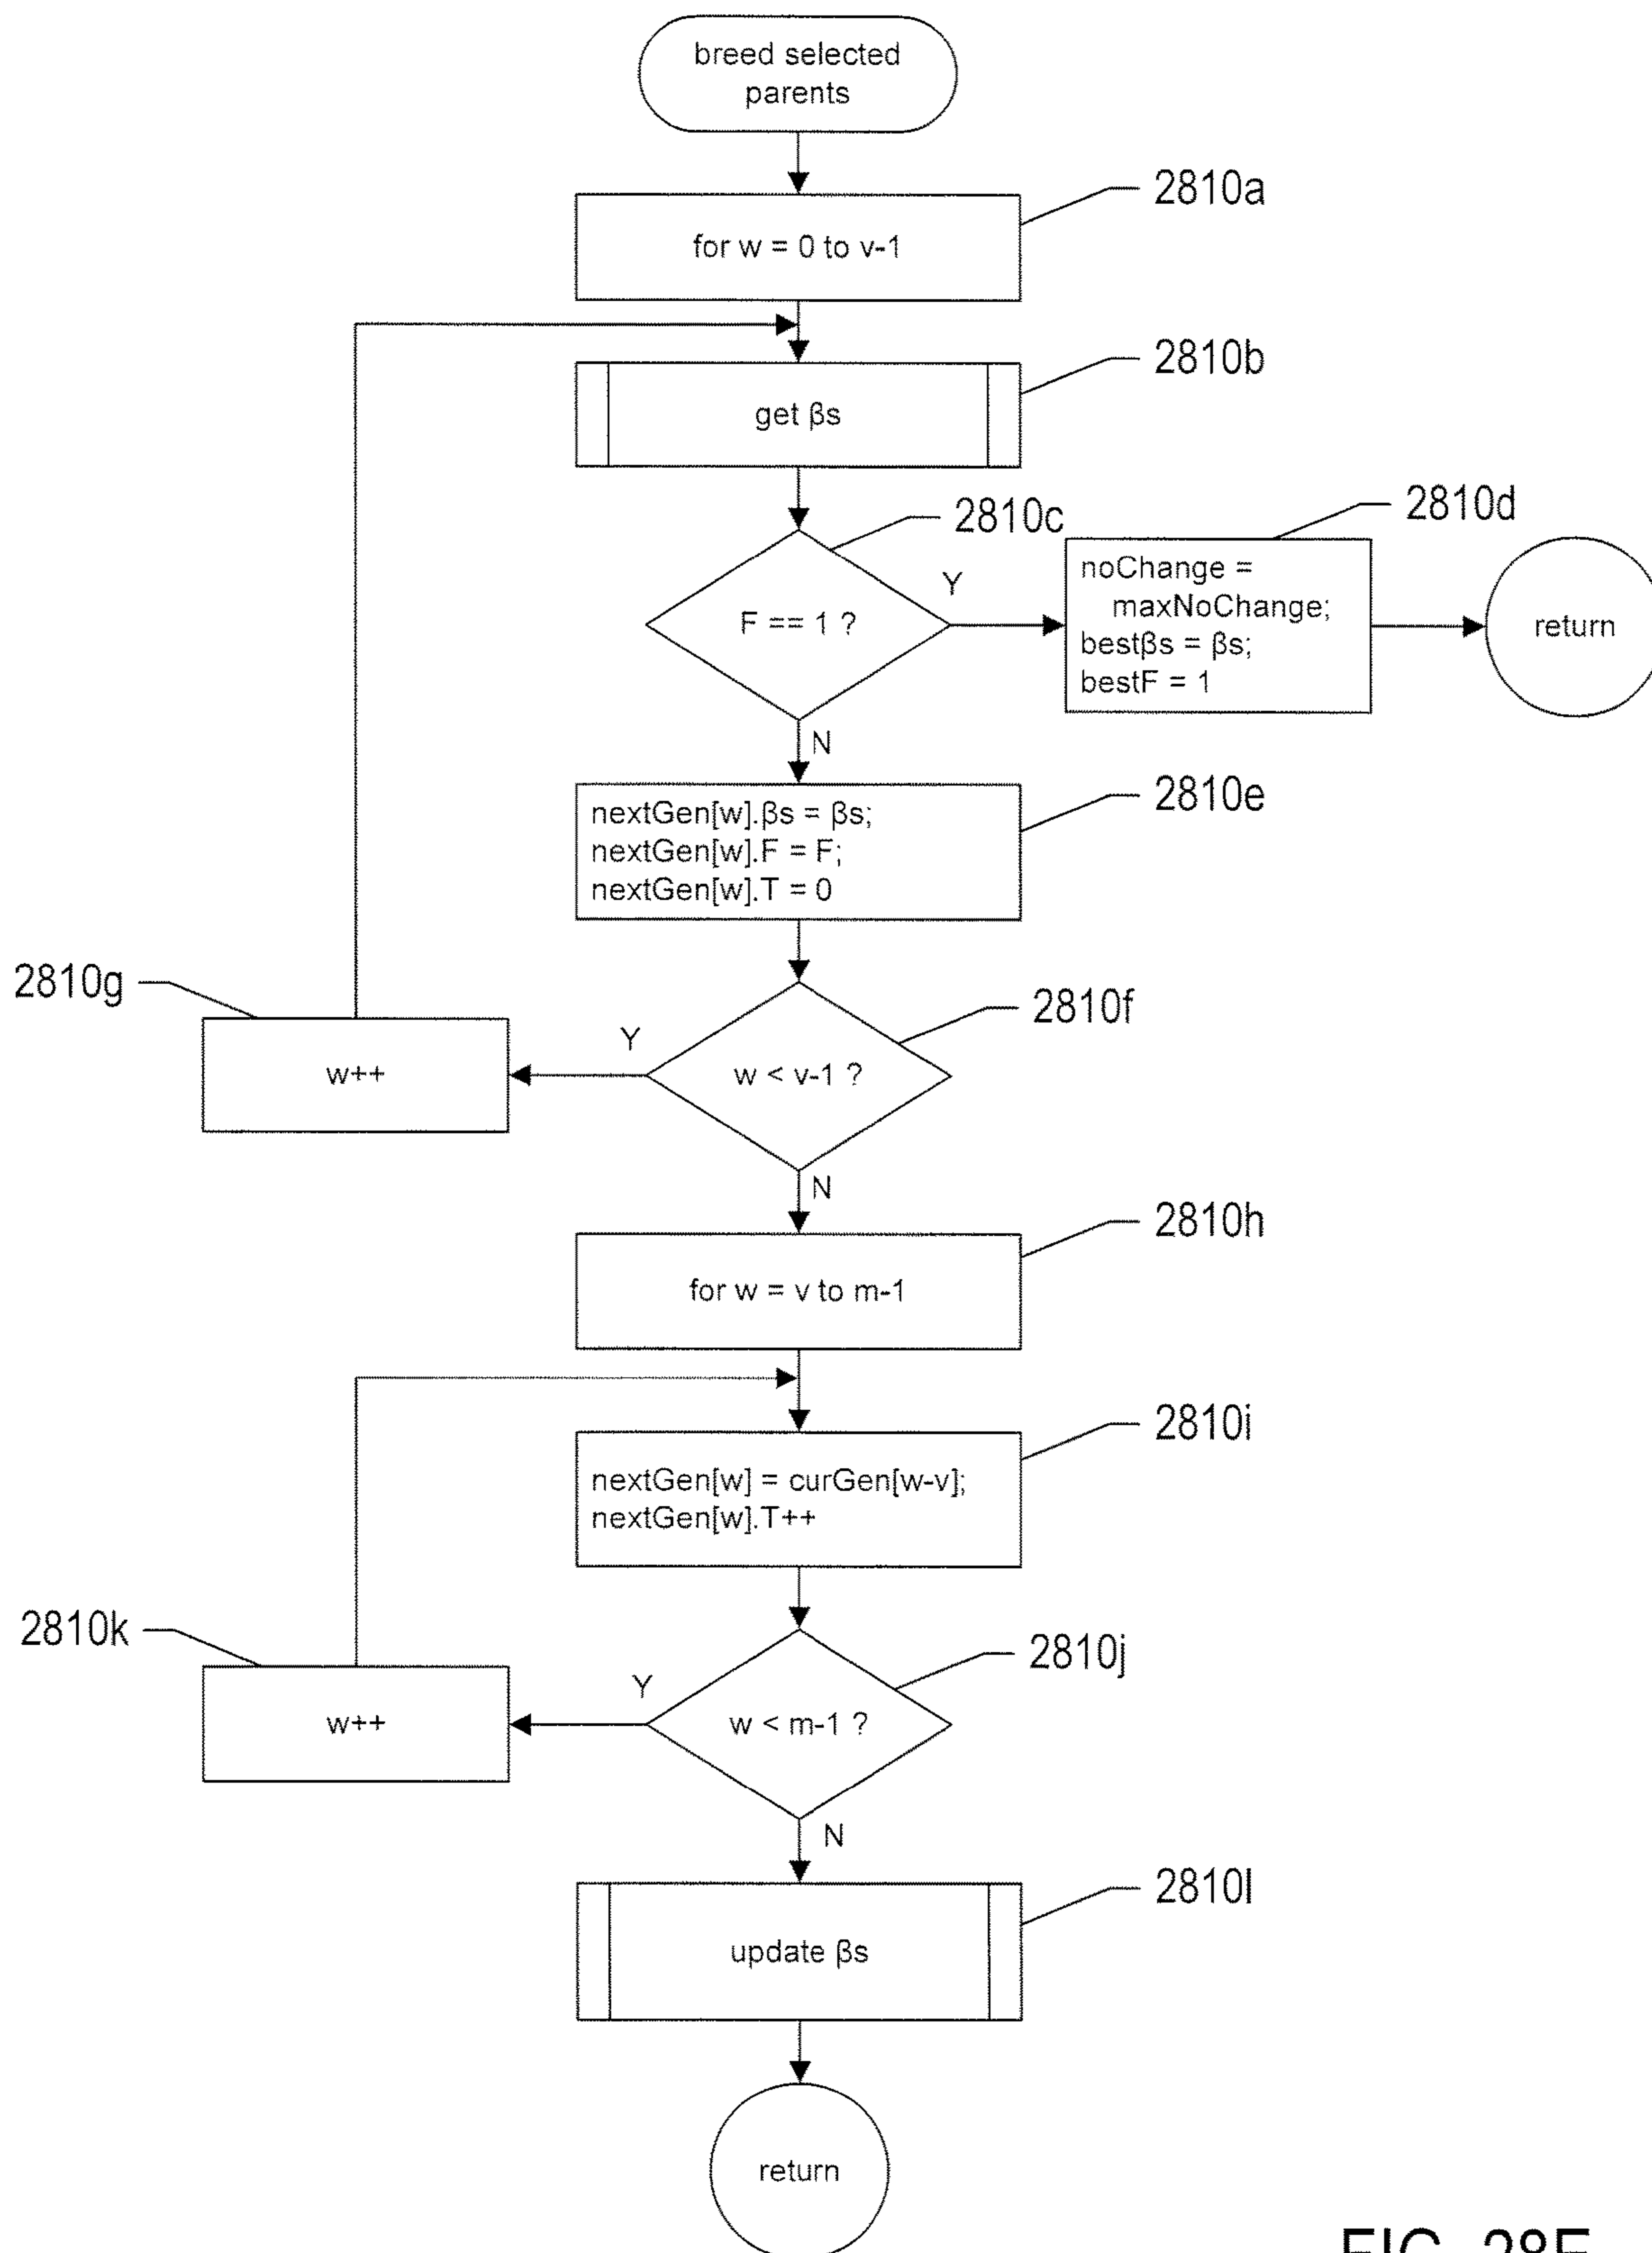 breed selected
parents
2810a
for w = 0 to v-1
2810b
get βs
2810c
F == 1 ?
Y
2810d
noChange =
maxNoChange;
bestβs = βs;
bestF = 1
return
N
2810e
nextGen[w].βs = βs;
nextGen[w].F = F;
nextGen[w].T = 0
2810f
w < v-1 ?
Y
2810g
w++
N
2810h
for w = v to m-1
2810i
nextGen[w] = curGen[w-v];
nextGen[w].T++
2810j
w < m-1 ?
Y
2810k
w++
N
2810l
update βs
return